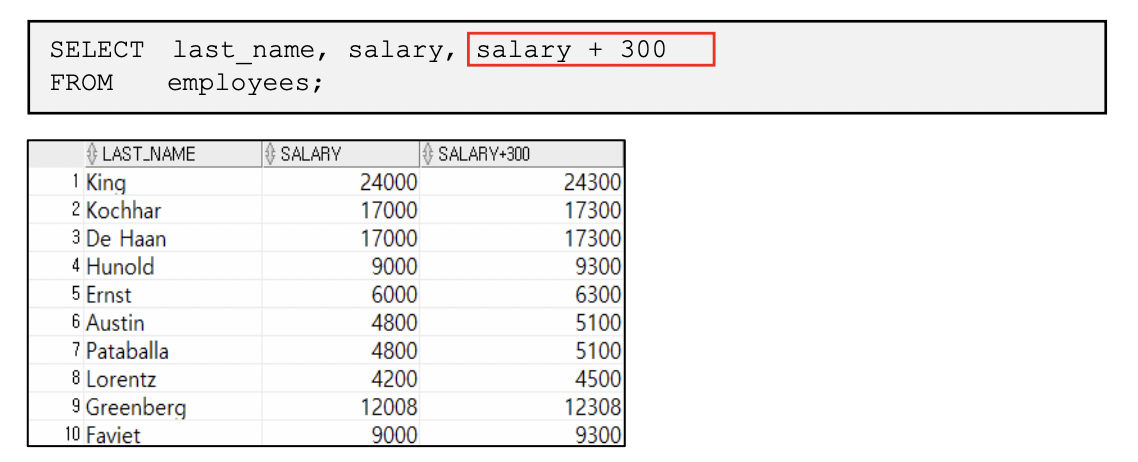 SELECT last_name, salary, salary + 300
FROM employees;
LAST_NAME SALARY SALARY+300
1 King 24000 24300
2 Kochhar 17000 17300
3 De Haan 17000 17300
4 Hunold 9000 9300
5 Ernst 6000 6300
6 Austin 4800 5100
7 Pataballa 4800 5100
8 Lorentz 4200 4500
9 Greenberg 12008 12308
10 Faviet 9000 9300